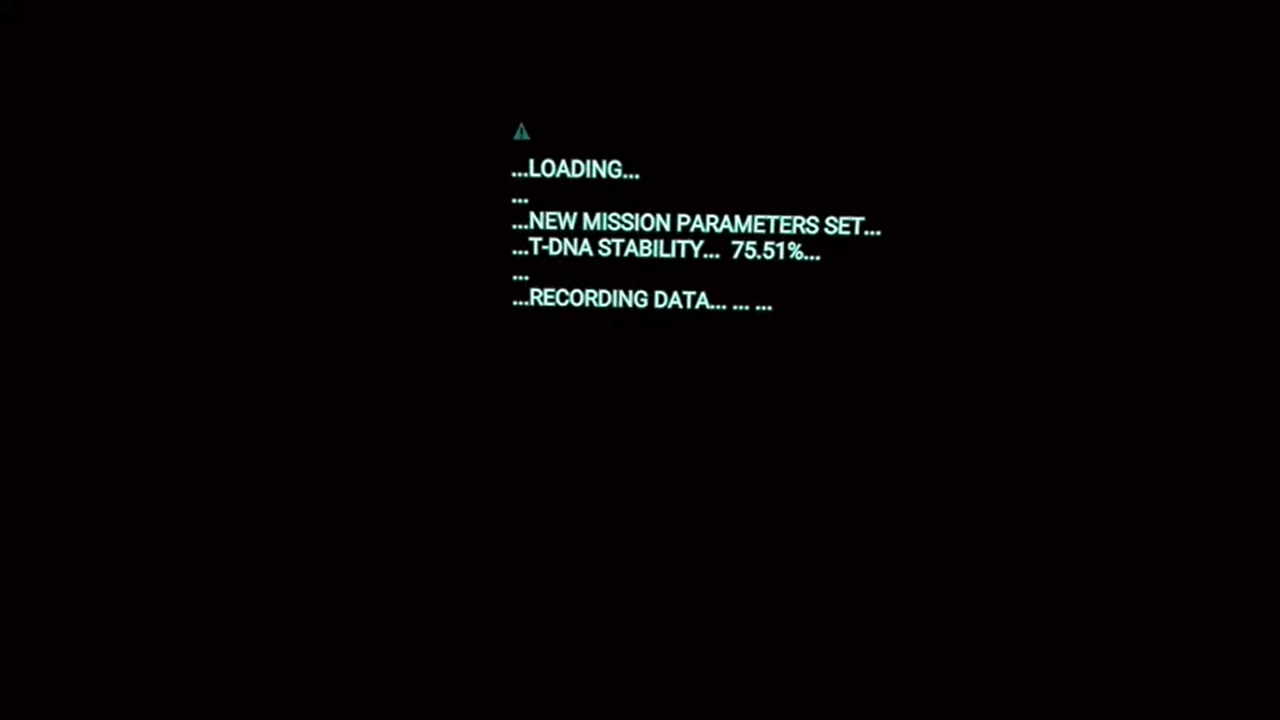 ...LOADING...
...
...NEW MISSION PARAMETERS SET...
...T-DNA STABILITY... 75.51%...
...
...RECORDING DATA... ... ...